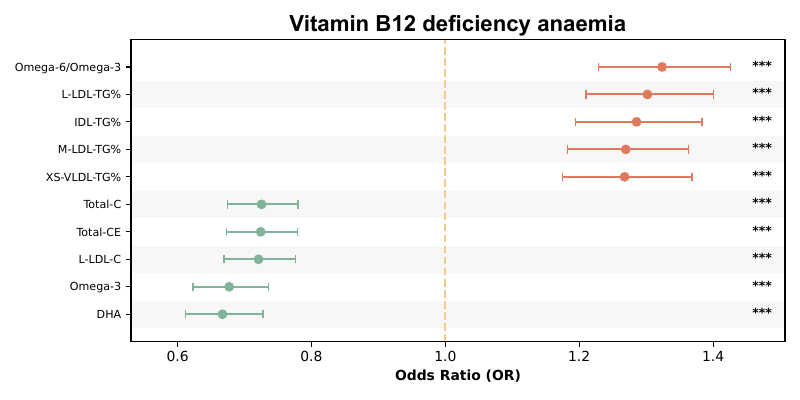 Vitamin B12 deficiency anaemia
Omega-6/Omega-3 ***
L-LDL-TG% ***
IDL-TG% ***
M-LDL-TG% ***
XS-VLDL-TG% ***
Total-C ***
Total-CE ***
L-LDL-C ***
Omega-3 ***
DHA ***
0.6 0.8 1.0 1.2 1.4
Odds Ratio (OR)